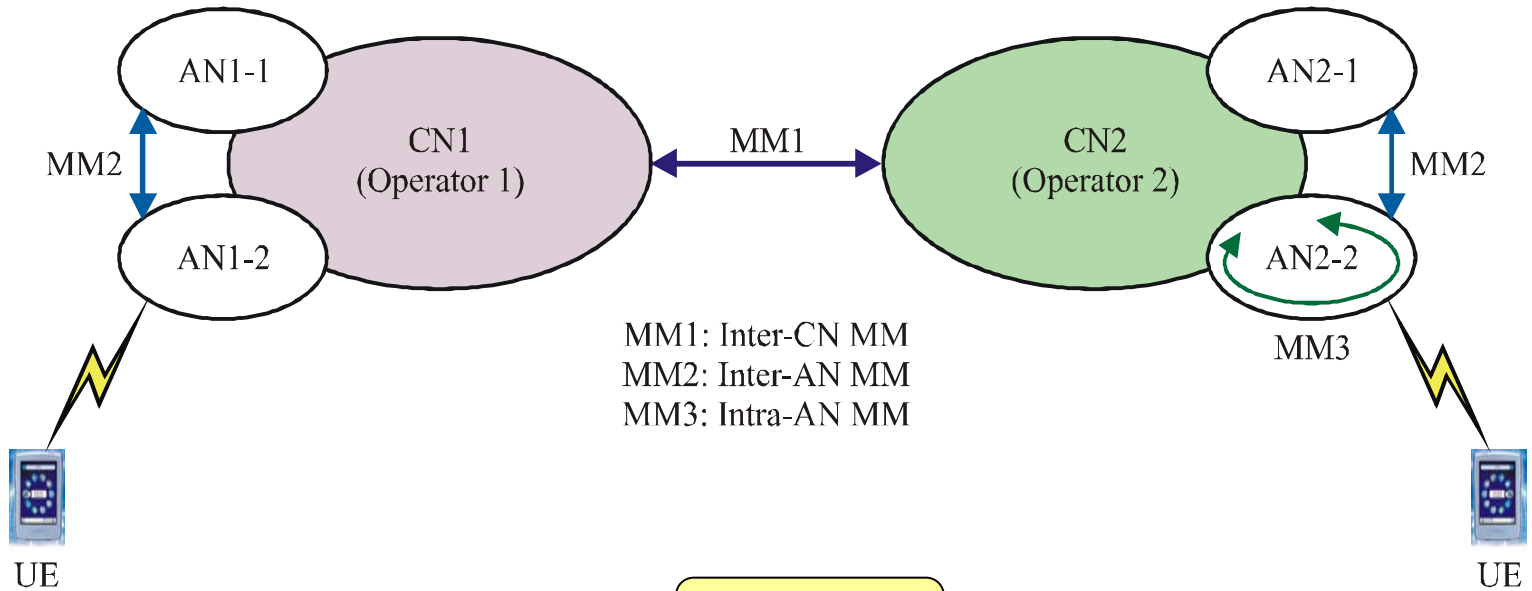 AN1-1
AN2-1
CN1
(Operator 1)
MM1
CN2
(Operator 2)
MM2
MM2
AN1-2
AN2-2
MM1: Inter-CN MM
MM2: Inter-AN MM
MM3: Intra-AN MM
MM3
UE
UE